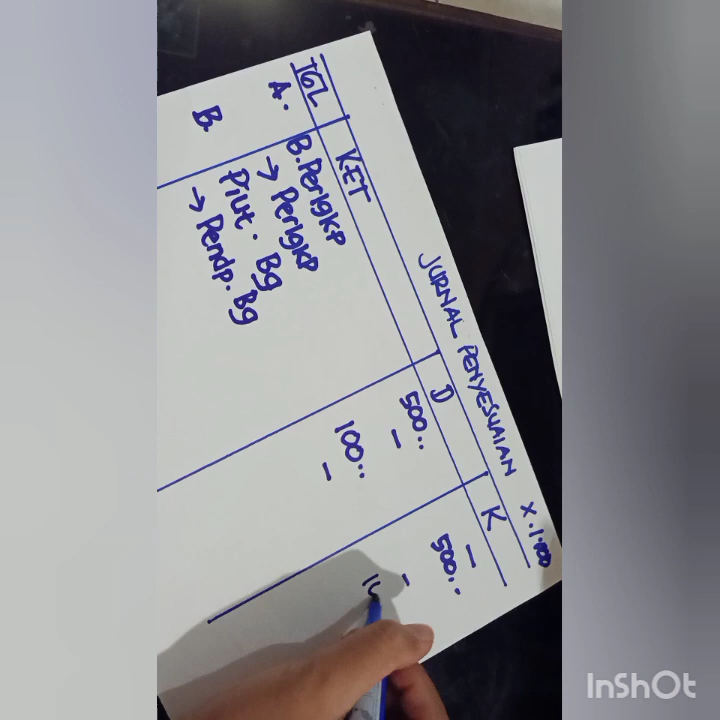 JURNAL PENYESUAIAN X.1.000
TGL KET D K
A. B.Perlgkp 500.. —
→ Perlgkp — 500..
B. Piut. Bg 100.. —
→ Pendp. Bg —
InShOt